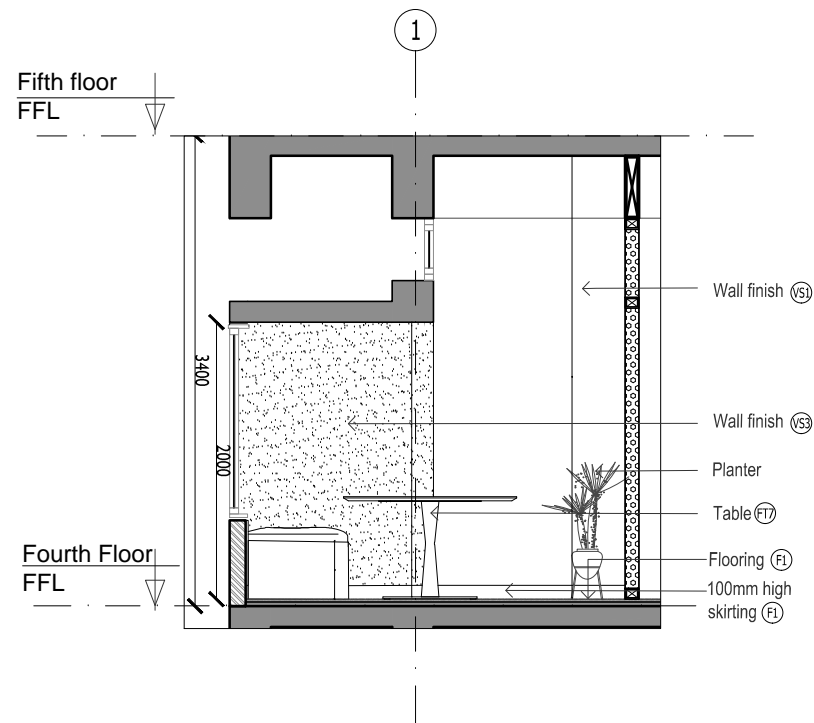 1
Fifth floor
FFL
Wall finish VS1
3400
Wall finish VS3
2000
Planter
Table FT7
Fourth Floor
FFL
Flooring F1
100mm high
skirting F1